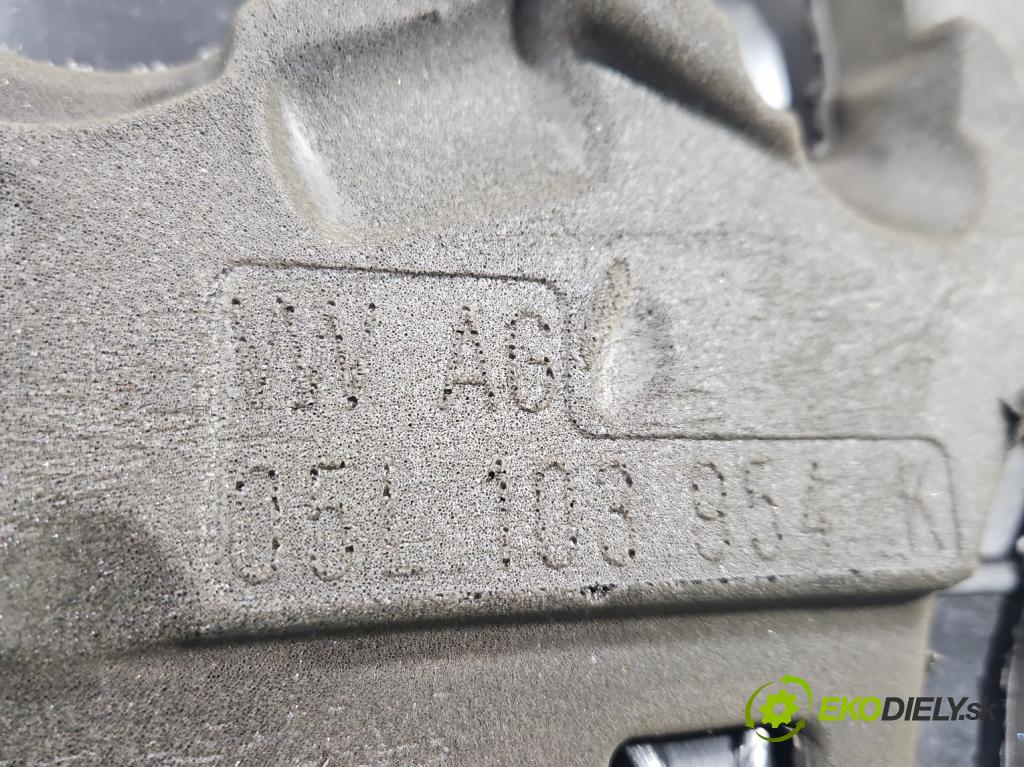 VW AG
05L 103 954 K
EKODIELY.sk